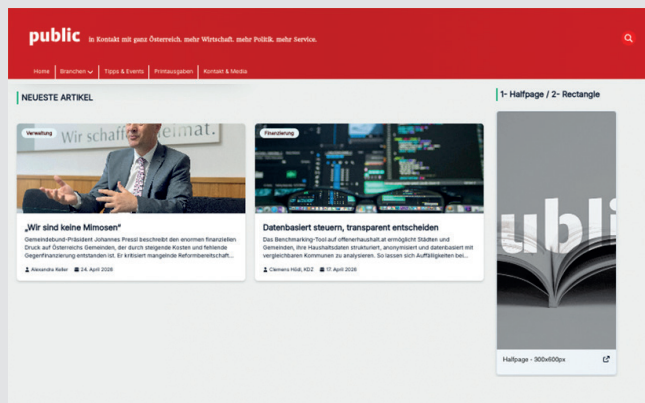 public
in Kontakt mit ganz Österreich. mehr Wirtschaft. mehr Politik. mehr Service.
Home
Branchen
Tipps & Events
Printausgaben
Kontakt & Media
NEUESTE ARTIKEL
Verwaltung
Wir schaffen Heimat.
„Wir sind keine Mimosen“
Gemeindebund-Präsident Johannes Pressl beschreibt den enormen finanziellen
Druck auf Österreichs Gemeinden, der durch steigende Kosten und fehlende
Gegenfinanzierung entstanden ist. Er kritisiert mangelnde Reformbereitschaft...
Alexandra Keller
24. April 2026
Finanzierung
Datenbasiert steuern, transparent entscheiden
Das Benchmarking-Tool auf offenerhaushalt.at ermöglicht Städten und
Gemeinden, ihre Haushaltsdaten strukturiert, anonymisiert und datenbasiert mit
vergleichbaren Kommunen zu analysieren. So lassen sich Auffälligkeiten bei...
Clemens Hödl, KDZ
17. April 2026
1- Halfpage / 2- Rectangle
ubli
Halfpage - 300x600px